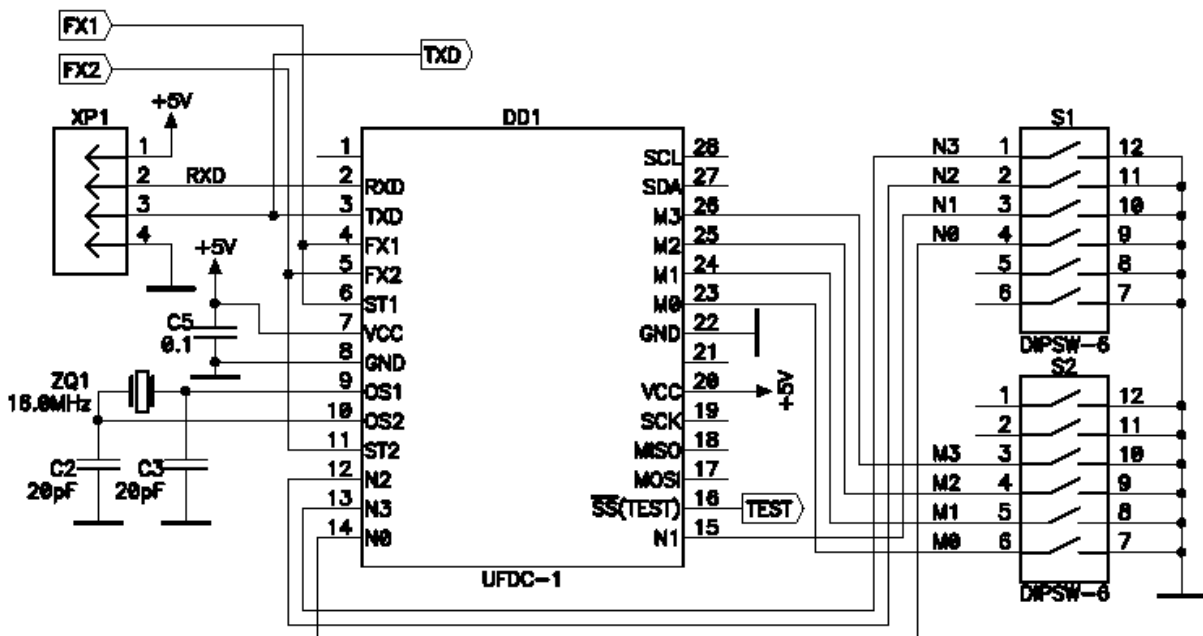 FX1
FX2
TXD
XP1
+5V
1
2
3
4
RXD
+5V
C5
0.1
ZQ1
16.0MHz
C2
20pF
C3
20pF
DD1
1
2 RXD
3 TXD
4 FX1
5 FX2
6 ST1
7 VCC
8 GND
9 OS1
10 OS2
11 ST2
12 N2
13 N3
14 N0
SCL 28
SDA 27
M3 26
M2 25
M1 24
M0 23
GND 22
21
VCC 20
+5V
SCK 19
MISO 18
MOSI 17
SS(TEST) 16
TEST
N1 15
UFDC-1
S1
N3 1 12
N2 2 11
N1 3 10
N0 4 9
5 8
6 7
DIPSW-6
S2
1 12
2 11
M3 3 10
M2 4 9
M1 5 8
M0 6 7
DIPSW-6